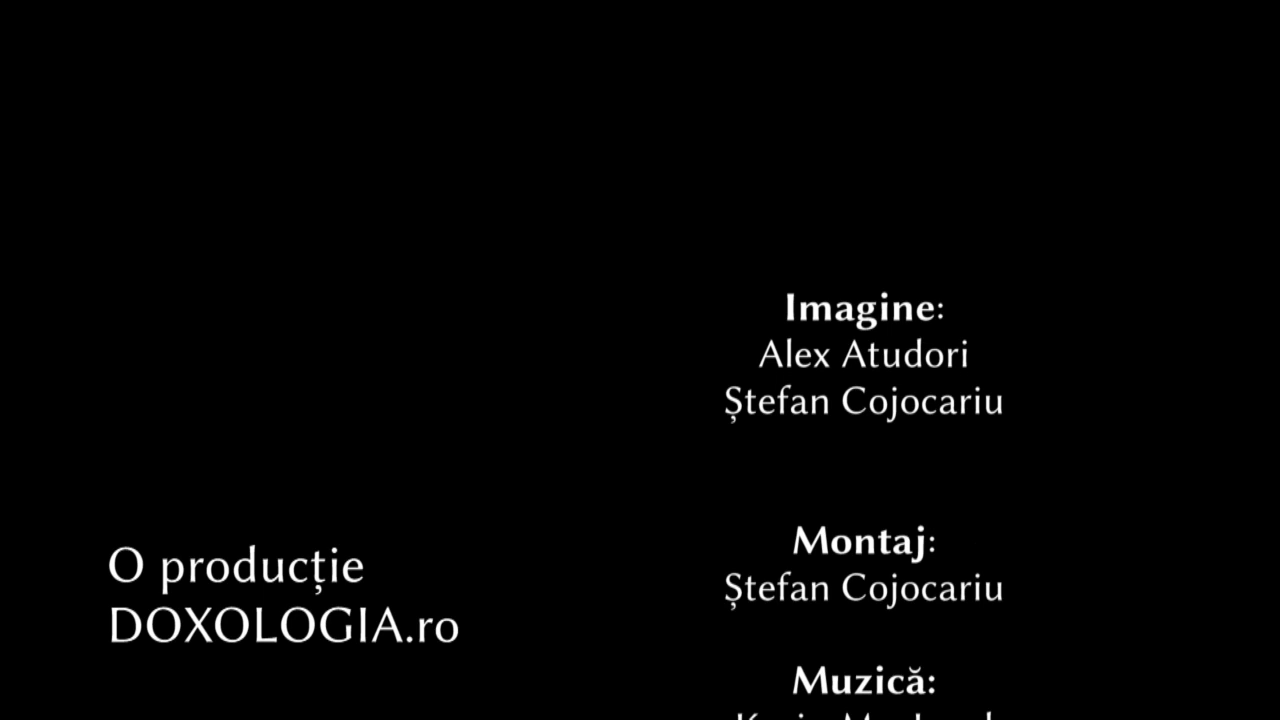 Imagine:
Alex Atudori
Ștefan Cojocariu
Montaj:
Ștefan Cojocariu
Muzică:
O producție
DOXOLOGIA.ro